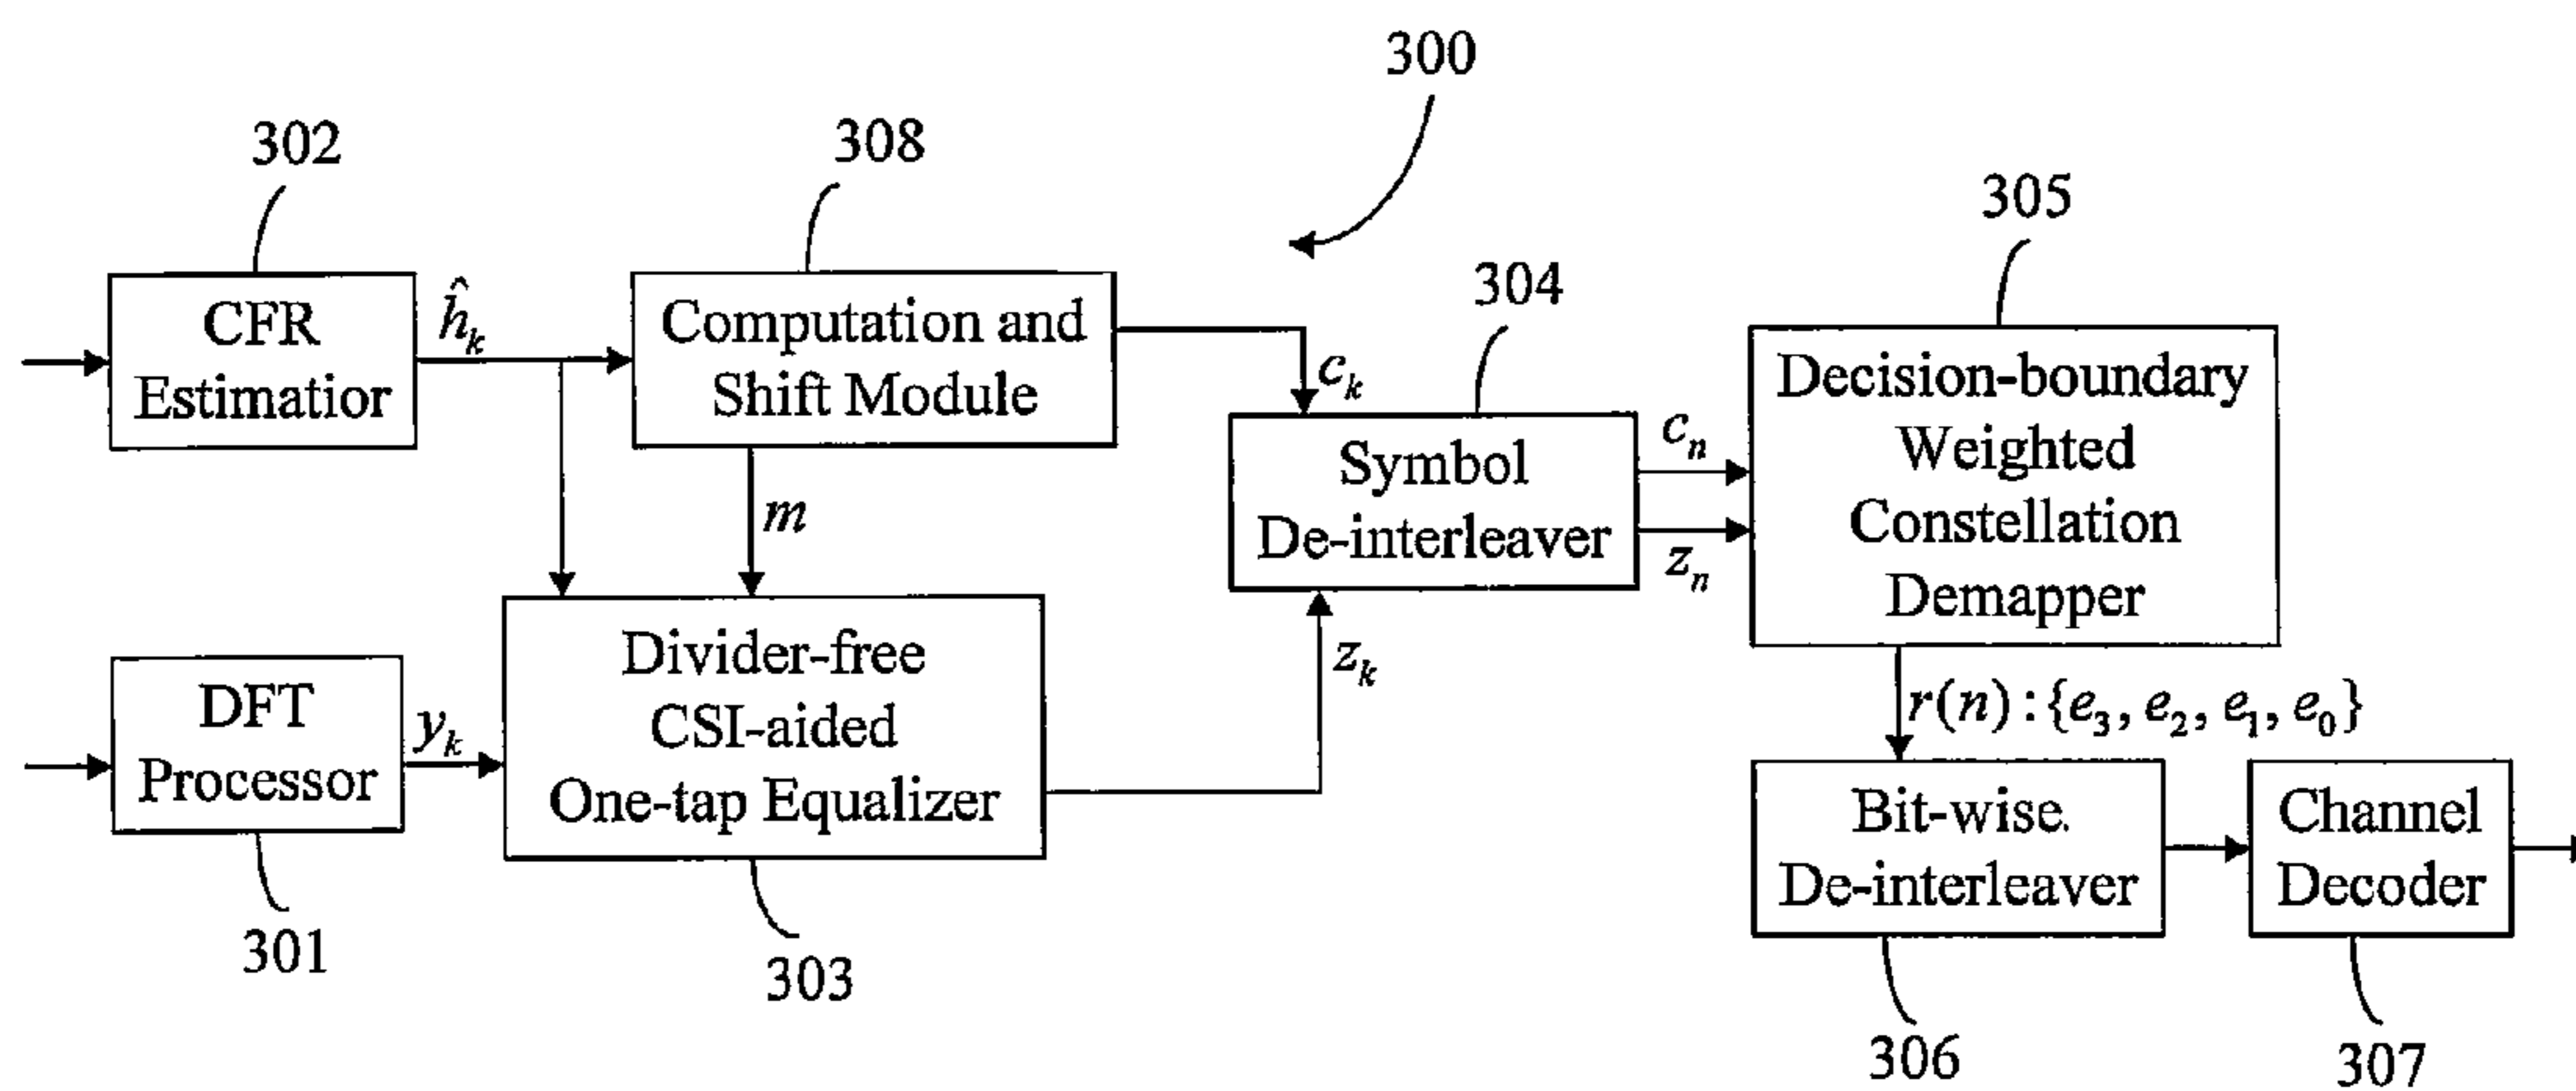 300
302
308
305
304
CFR
Estimatior
ĥk
Computation and
Shift Module
ck
m
Symbol
De-interleaver
cn
zn
Decision-boundary
Weighted
Constellation
Demapper
DFT
Processor
yk
Divider-free
CSI-aided
One-tap Equalizer
zk
r(n) : {e3, e2, e1, e0}
Bit-wise
De-interleaver
Channel
Decoder
301
303
306
307